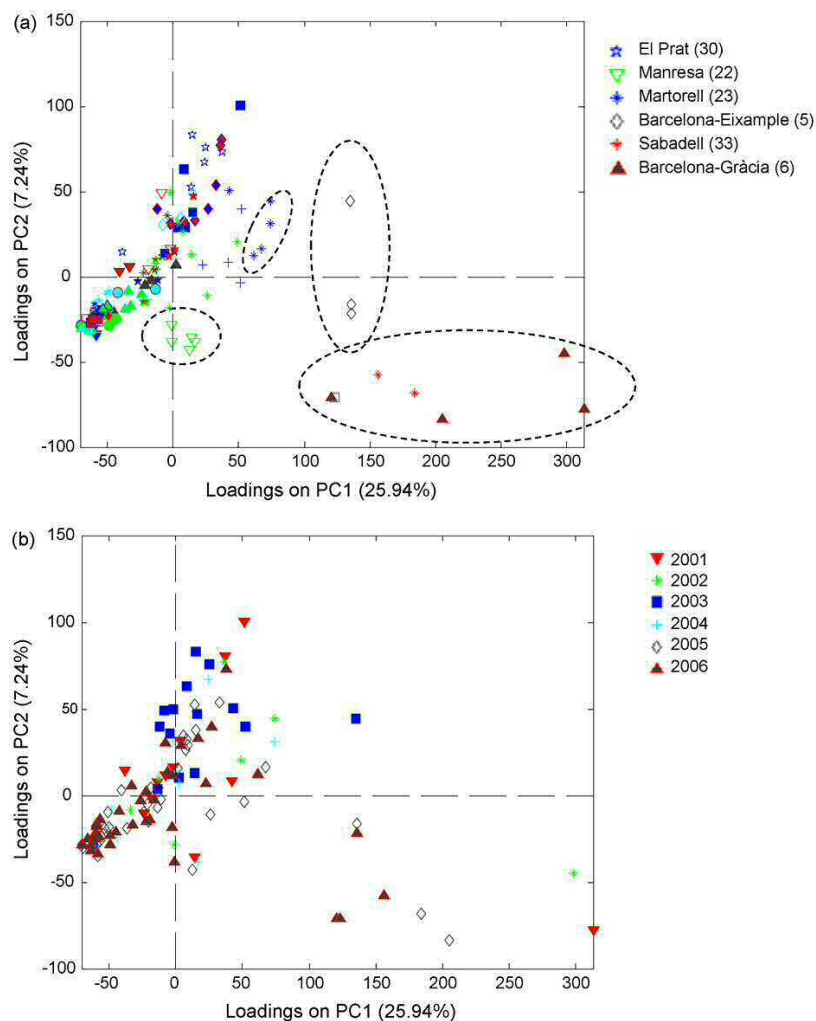 (a)
150
100
50
0
-50
-100
-50 0 50 100 150 200 250 300
Loadings on PC2 (7.24%)
Loadings on PC1 (25.94%)
El Prat (30)
Manresa (22)
Martorell (23)
Barcelona-Eixample (5)
Sabadell (33)
Barcelona-Gràcia (6)
(b)
150
100
50
0
-50
-100
-50 0 50 100 150 200 250 300
Loadings on PC2 (7.24%)
Loadings on PC1 (25.94%)
2001
2002
2003
2004
2005
2006